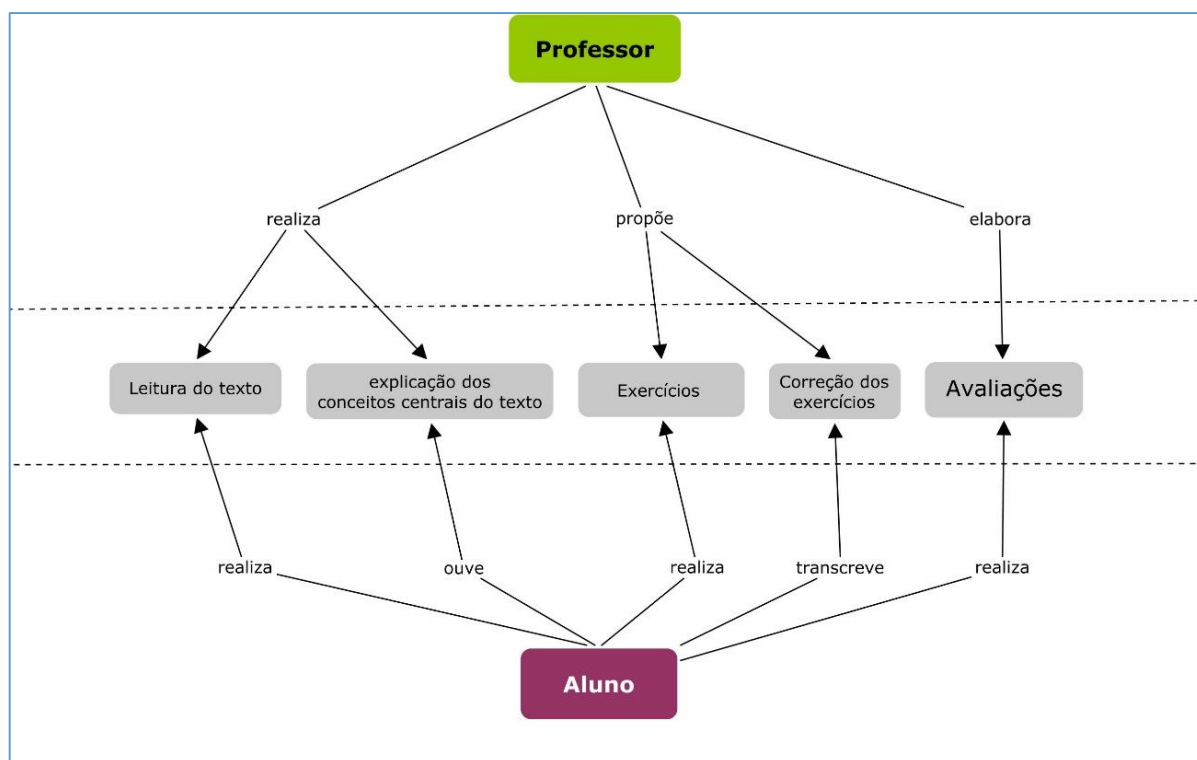 Professor
realiza
propõe
elabora
Leitura do texto
explicação dos
conceitos centrais do texto
Exercícios
Correção dos
exercícios
Avaliações
realiza
ouve
realiza
transcreve
realiza
Aluno